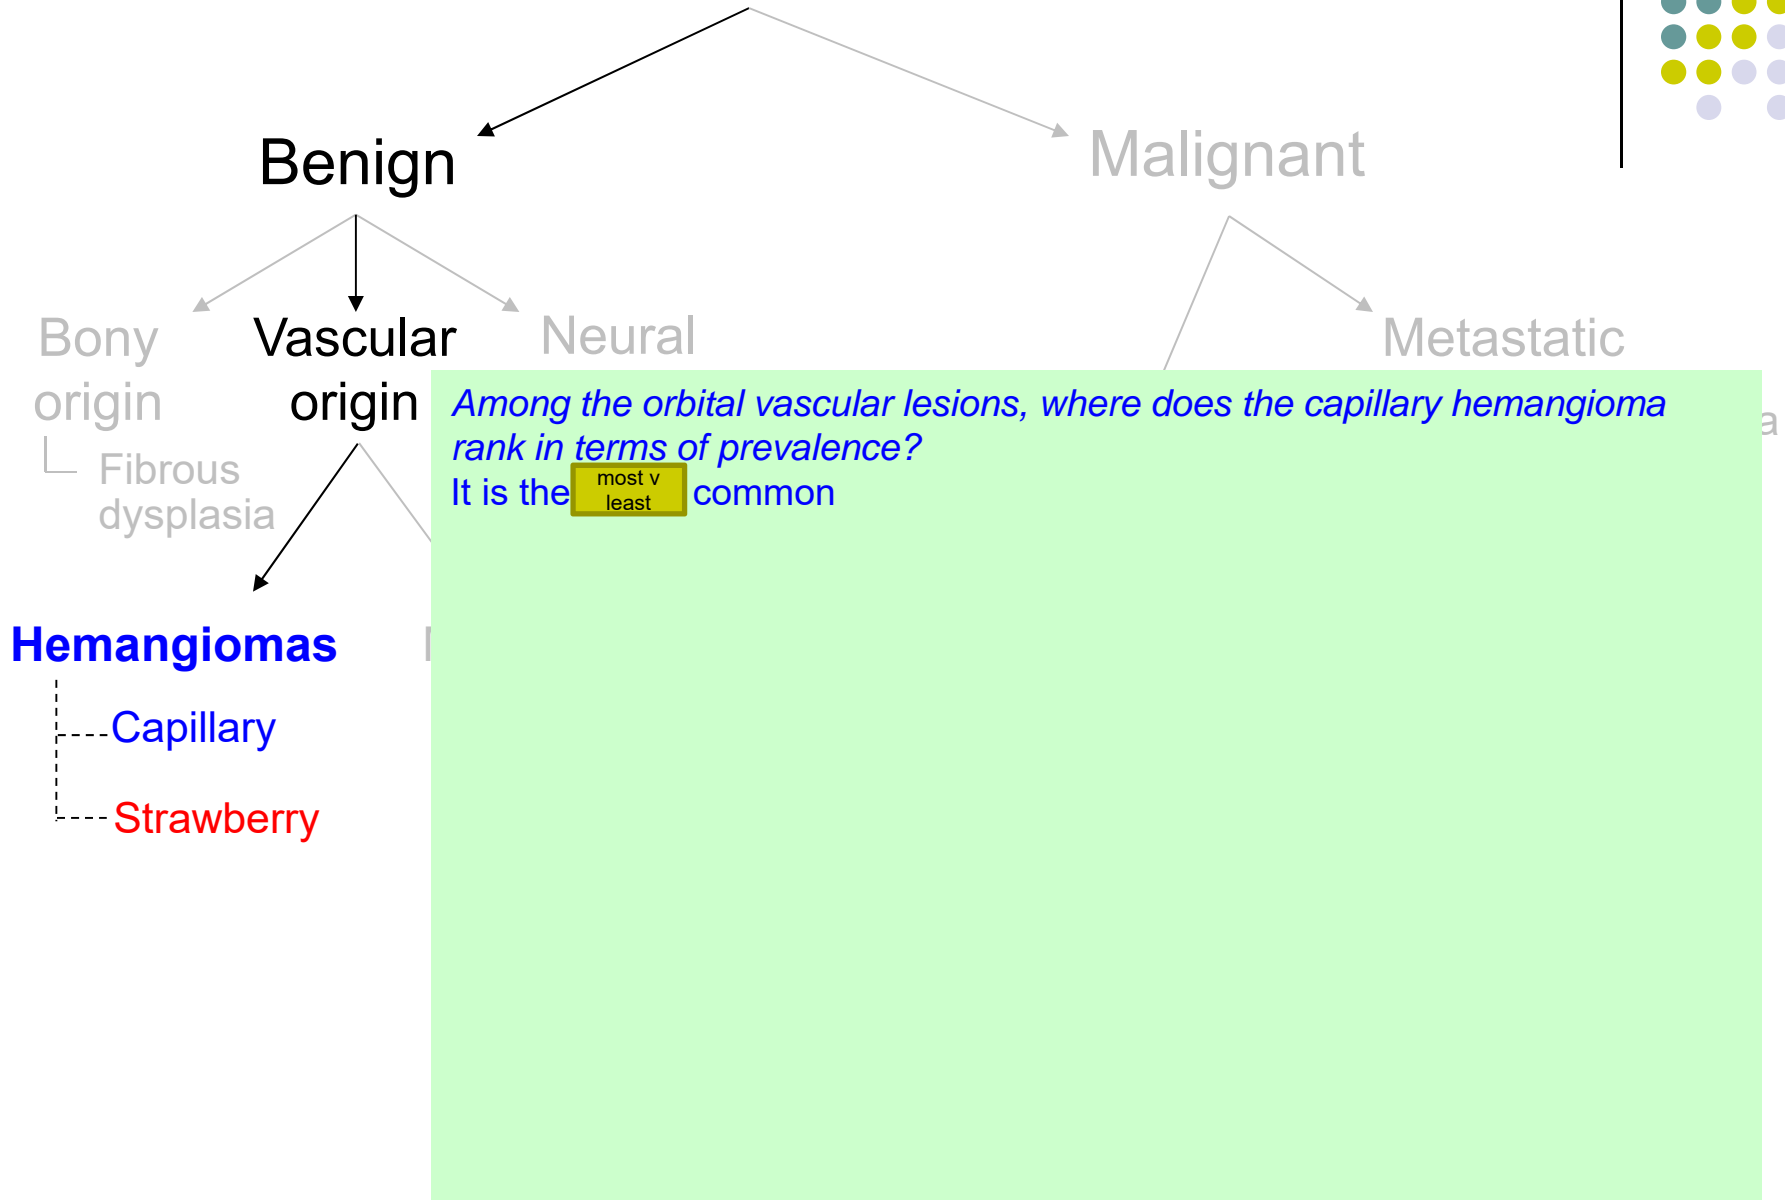 Benign
Malignant
Bony
origin
Vascular
origin
Neural
Metastatic
Fibrous
dysplasia
Among the orbital vascular lesions, where does the capillary hemangioma
rank in terms of prevalence?
It is the most v least common
a
Hemangiomas
Capillary
Strawberry